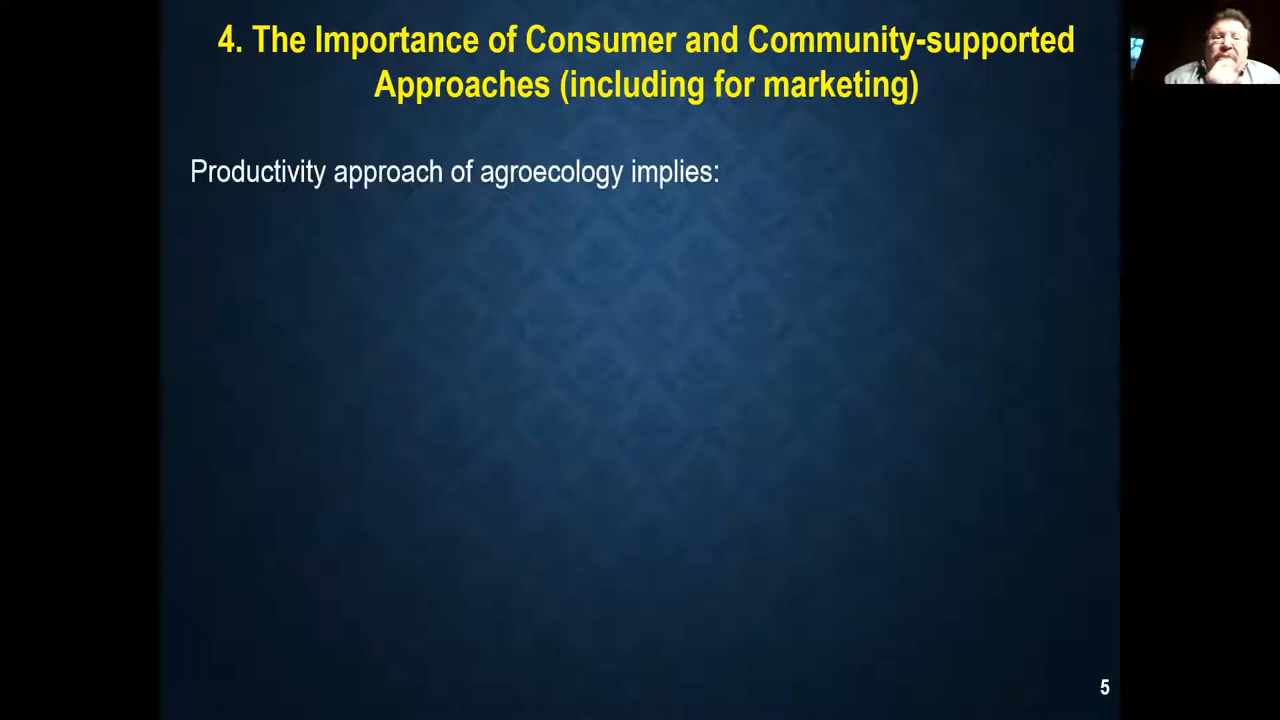 4. The Importance of Consumer and Community-supported
Approaches (including for marketing)
Productivity approach of agroecology implies:
5